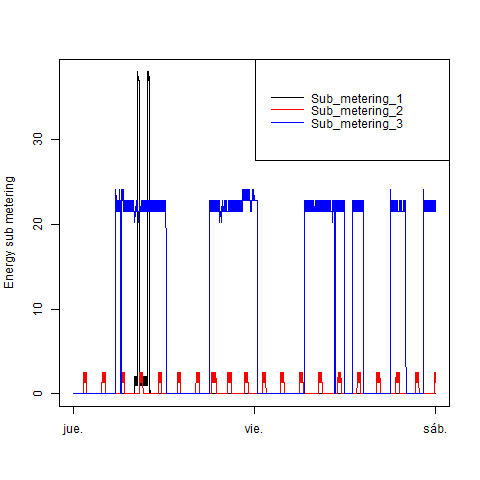 Sub_metering_1
Sub_metering_2
Sub_metering_3
Energy sub metering
30
20
10
0
jue.
vie.
sáb.